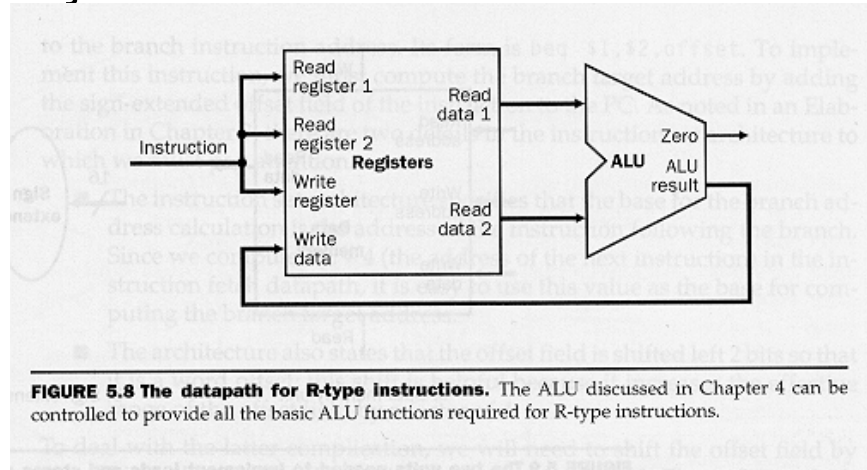 to the branch instruction address. Its form is beq $1,$2,offset. To imple-
ment this instruction, we must compute the branch target address by adding
the sign-extended offset field of the instruction to the PC. As noted in an Elab-
oration in Chapter two details of the instruction architecture to
which
The instruction set architecture that the base for the branch ad-
dress calculation is the address of the instruction following the branch.
Since we compute (the address of the next instruction) in the in-
struction fetch datapath, it is easy to use this value as the base for com-
puting the branch target address.
The architecture also states that the offset field is shifted left 2 bits so that
Instruction
Read
register 1
Read
register 2
Registers
Write
register
Write
data
Read
data 1
Read
data 2
Zero
ALU
ALU
result
FIGURE 5.8 The datapath for R-type instructions. The ALU discussed in Chapter 4 can be
controlled to provide all the basic ALU functions required for R-type instructions.
To deal with the latter complication, we will need to shift the offset field by